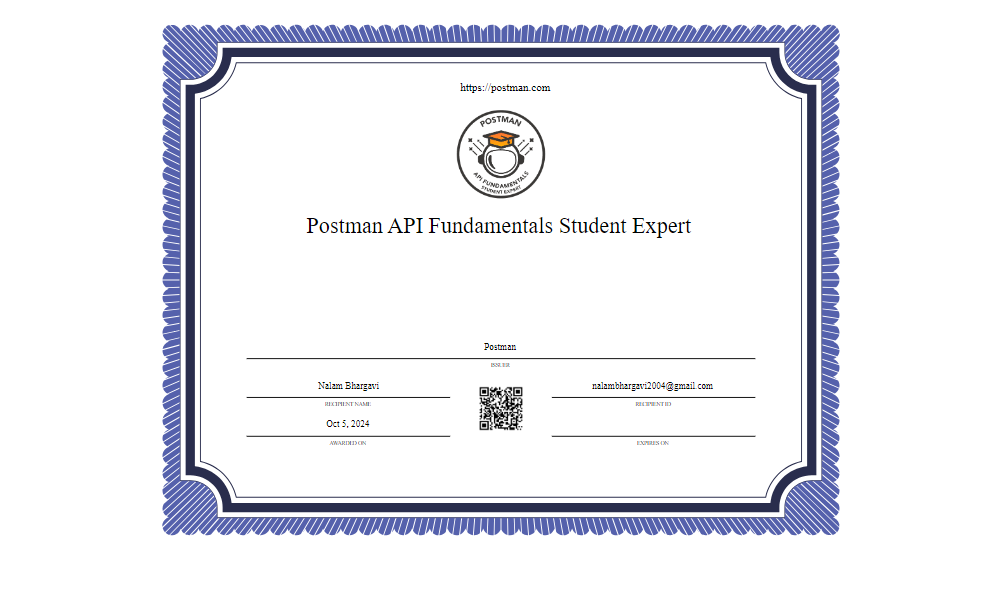 https://postman.com
POSTMAN
API FUNDAMENTALS
STUDENT EXPERT
Postman API Fundamentals Student Expert
Postman
ISSUER
Nalam Bhargavi
RECIPIENT NAME
nalambhargavi2004@gmail.com
RECIPIENT ID
Oct 5, 2024
AWARDED ON
EXPIRES ON